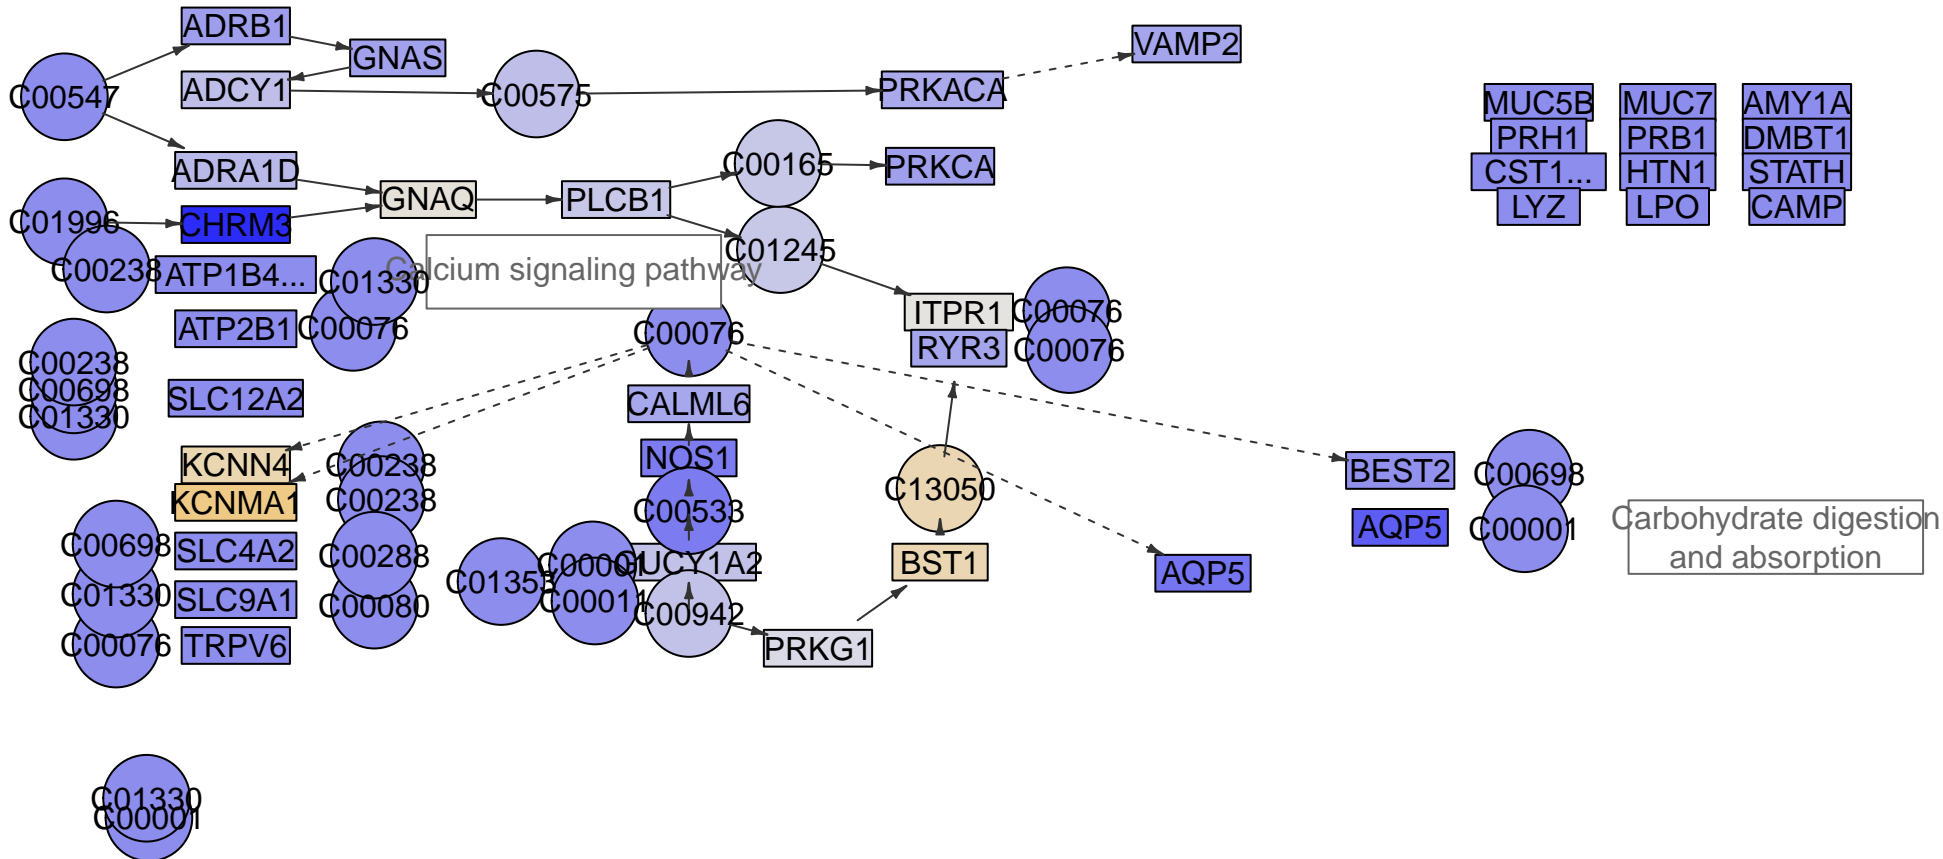 ADRB1
GNAS
VAMP2
C00547
ADCY1
C00575
PRKACA
MUC5B
MUC7
AMY1A
PRH1
PRB1
DMBT1
ADRA1D
C00165
PRKCA
CST1...
HTN1
STATH
GNAQ
PLCB1
LYZ
LPO
CAMP
C01996
CHRM3
C01245
C00238
ATP1B4...
C01330
Calcium signaling pathway
ITPR1
C00076
ATP2B1
C00076
C00076
RYR3
C00076
C00238
C00698
C01330
SLC12A2
CALML6
KCNN4
C00238
NOS1
C13050
BEST2
C00698
KCNMA1
C00238
C00533
AQP5
C00001
Carbohydrate digestion
and absorption
C00698
SLC4A2
C00288
C01353
C00001
GUCY1A2
BST1
AQP5
C01330
SLC9A1
C00080
C00011
C00942
C00076
TRPV6
PRKG1
C01330
C00001